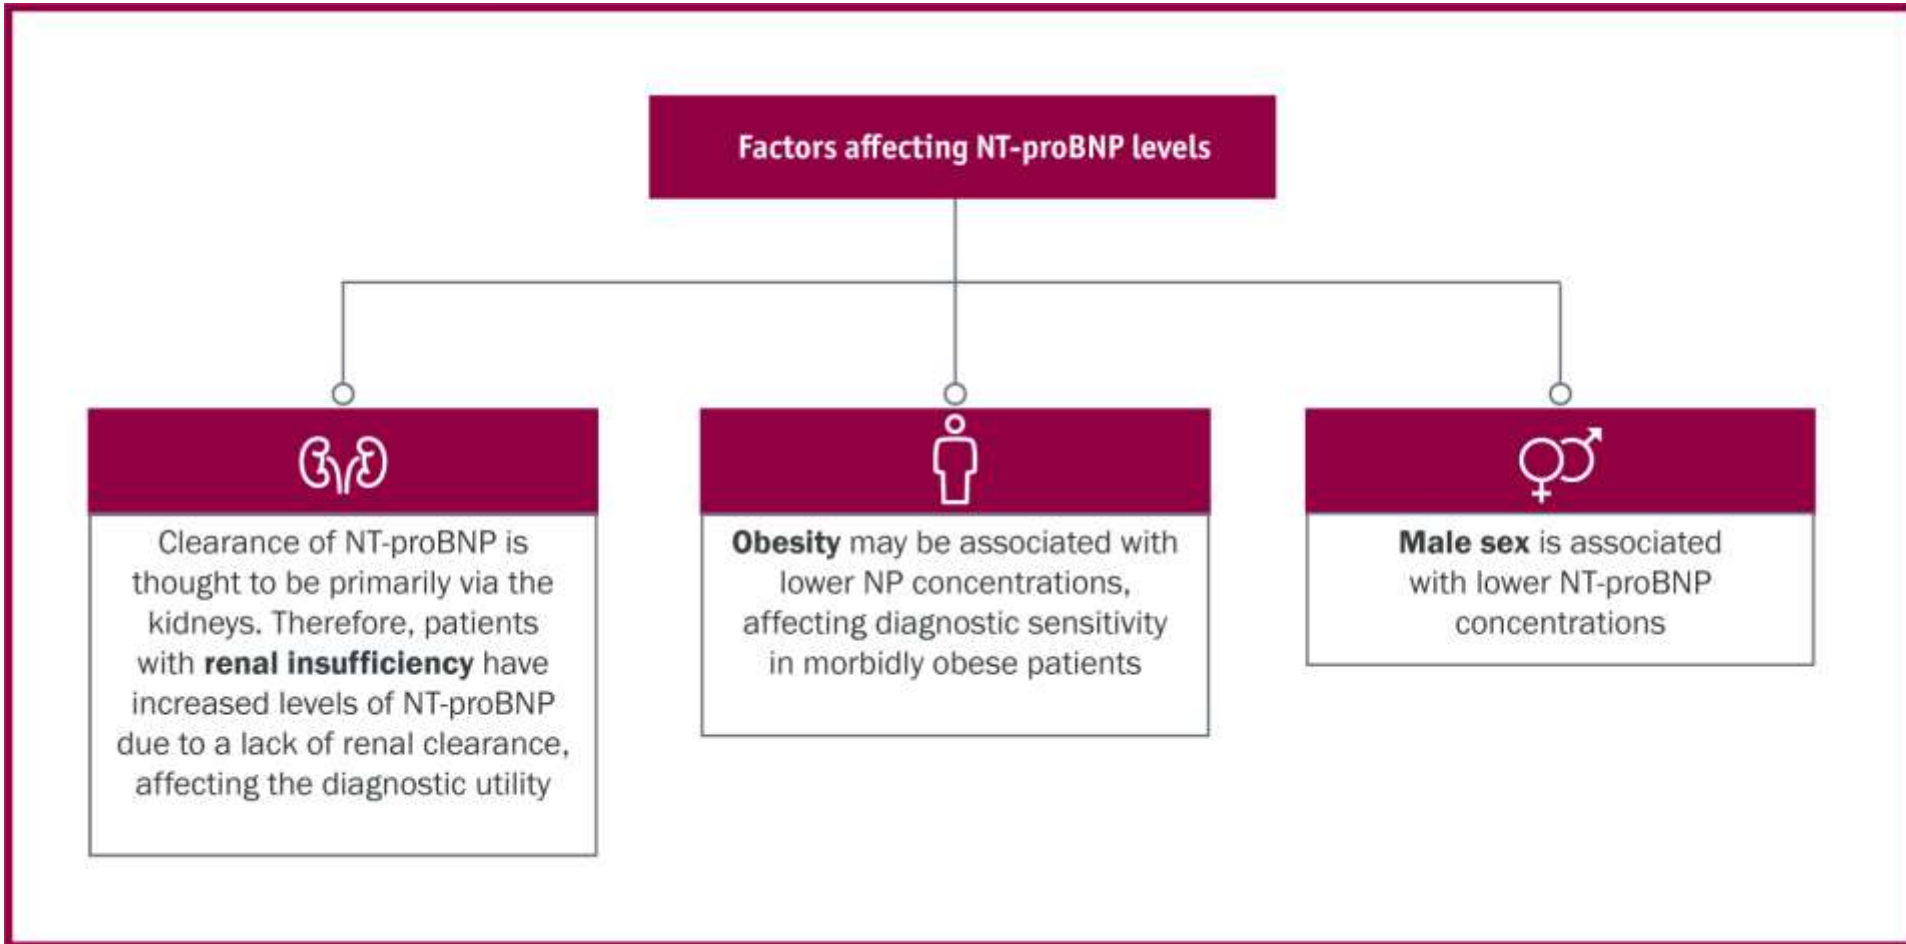 Factors affecting NT-proBNP levels
Clearance of NT-proBNP is
thought to be primarily via the
kidneys. Therefore, patients
with renal insufficiency have
increased levels of NT-proBNP
due to a lack of renal clearance,
affecting the diagnostic utility
Obesity may be associated with
lower NP concentrations,
affecting diagnostic sensitivity
in morbidly obese patients
Male sex is associated
with lower NT-proBNP
concentrations